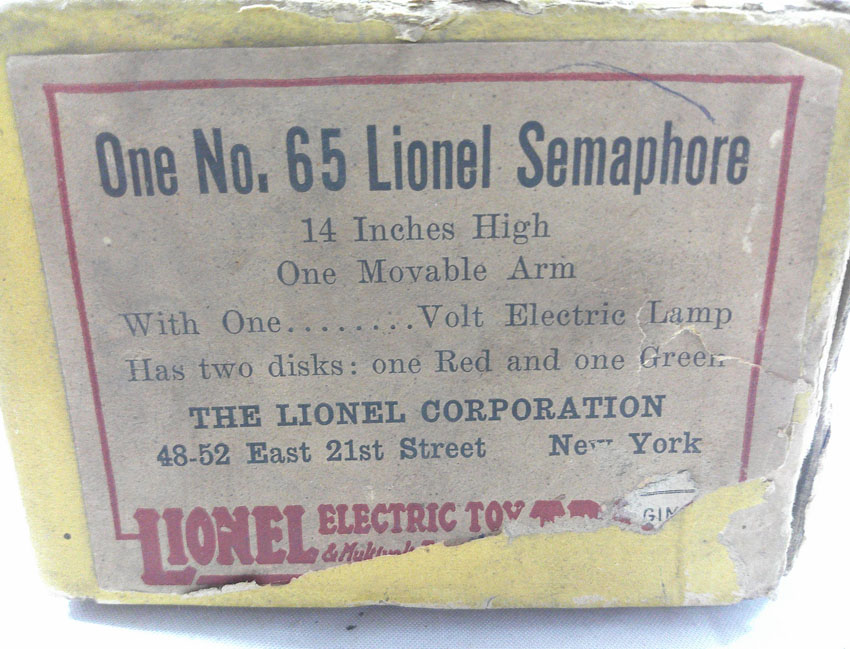 One No. 65 Lionel Semaphore
14 Inches High
One Movable Arm
With One........Volt Electric Lamp
Has two disks: one Red and one Green
THE LIONEL CORPORATION
48-52 East 21st Street New York
LIONEL ELECTRIC TOY